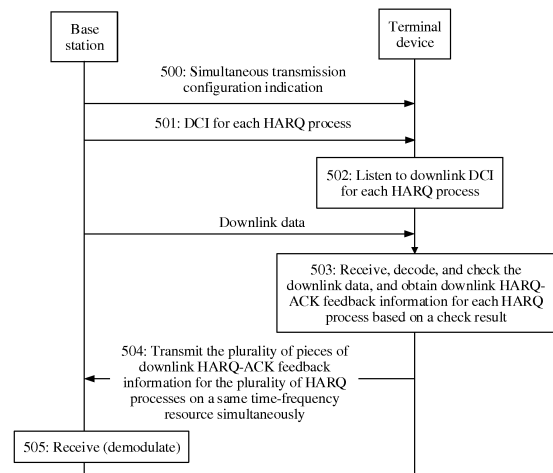 Base
station
Terminal
device
500: Simultaneous transmission
configuration indication
501: DCI for each HARQ process
502: Listen to downlink DCI
for each HARQ process
Downlink data
503: Receive, decode, and check the
downlink data, and obtain downlink HARQ-
ACK feedback information for each HARQ
process based on a check result
504: Transmit the plurality of pieces of
downlink HARQ-ACK feedback
information for the plurality of HARQ
processes on a same time-frequency
resource simultaneously
505: Receive (demodulate)